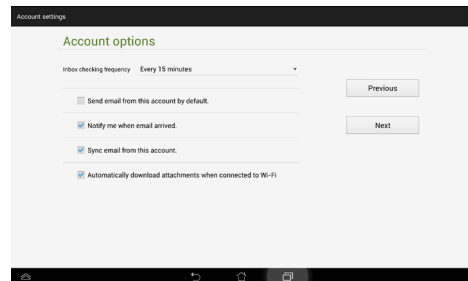 Account settings
Account options
Inbox checking frequency Every 15 minutes
Previous
Send email from this account by default.
Notify me when email arrived.
Next
Sync email from this account.
Automatically download attachments when connected to Wi-Fi